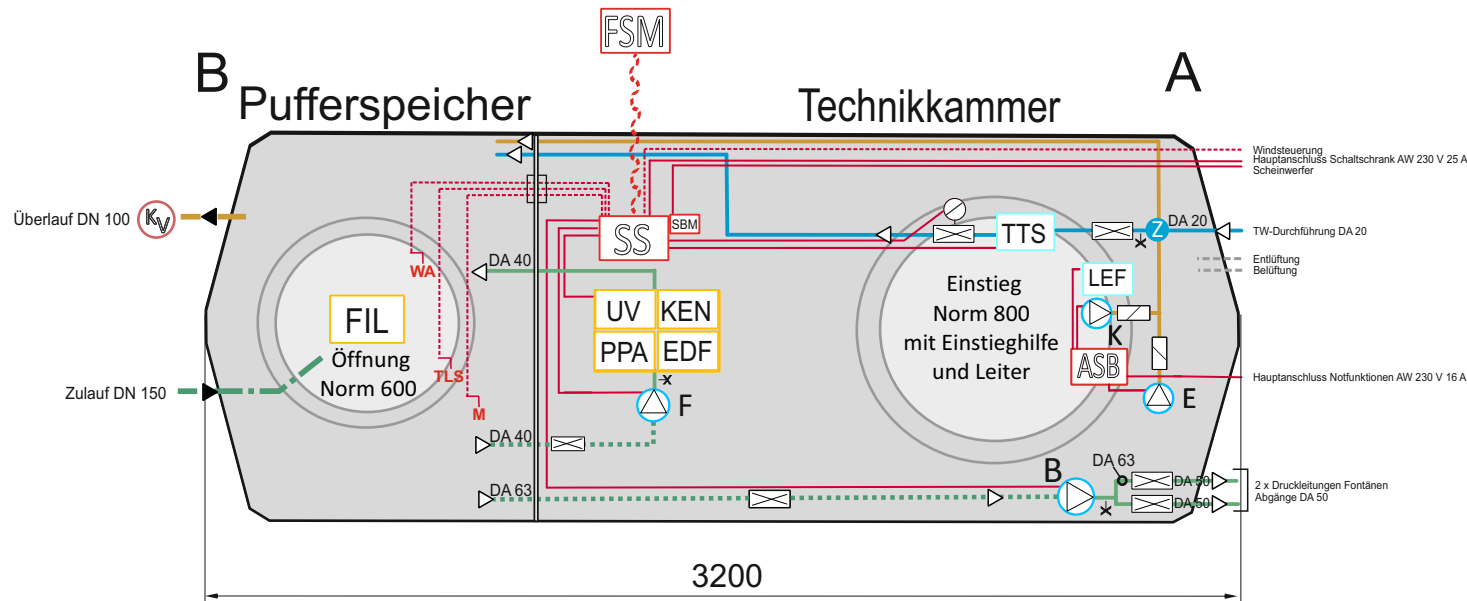 FSM
B
A
Pufferspeicher
Technikkammer
Windsteuerung
Hauptanschluss Schaltschrank AW 230 V 25 A
Scheinwerfer
Überlauf DN 100
KV
SS
SBM
TTS
Z
DA 20
TW-Durchführung DA 20
WA
DA 40
Entlüftung
Belüftung
LEF
FIL
Öffnung
Norm 600
UV
KEN
PPA
EDF
Einstieg
Norm 800
mit Einstieghilfe
und Leiter
K
ASB
TLS
Zulauf DN 150
Hauptanschluss Notfunktionen AW 230 V 16 A
M
F
E
DA 40
B
DA 63
DA 63
DA 50
DA 50
2 x Druckleitungen Fontänen
Abgänge DA 50
3200